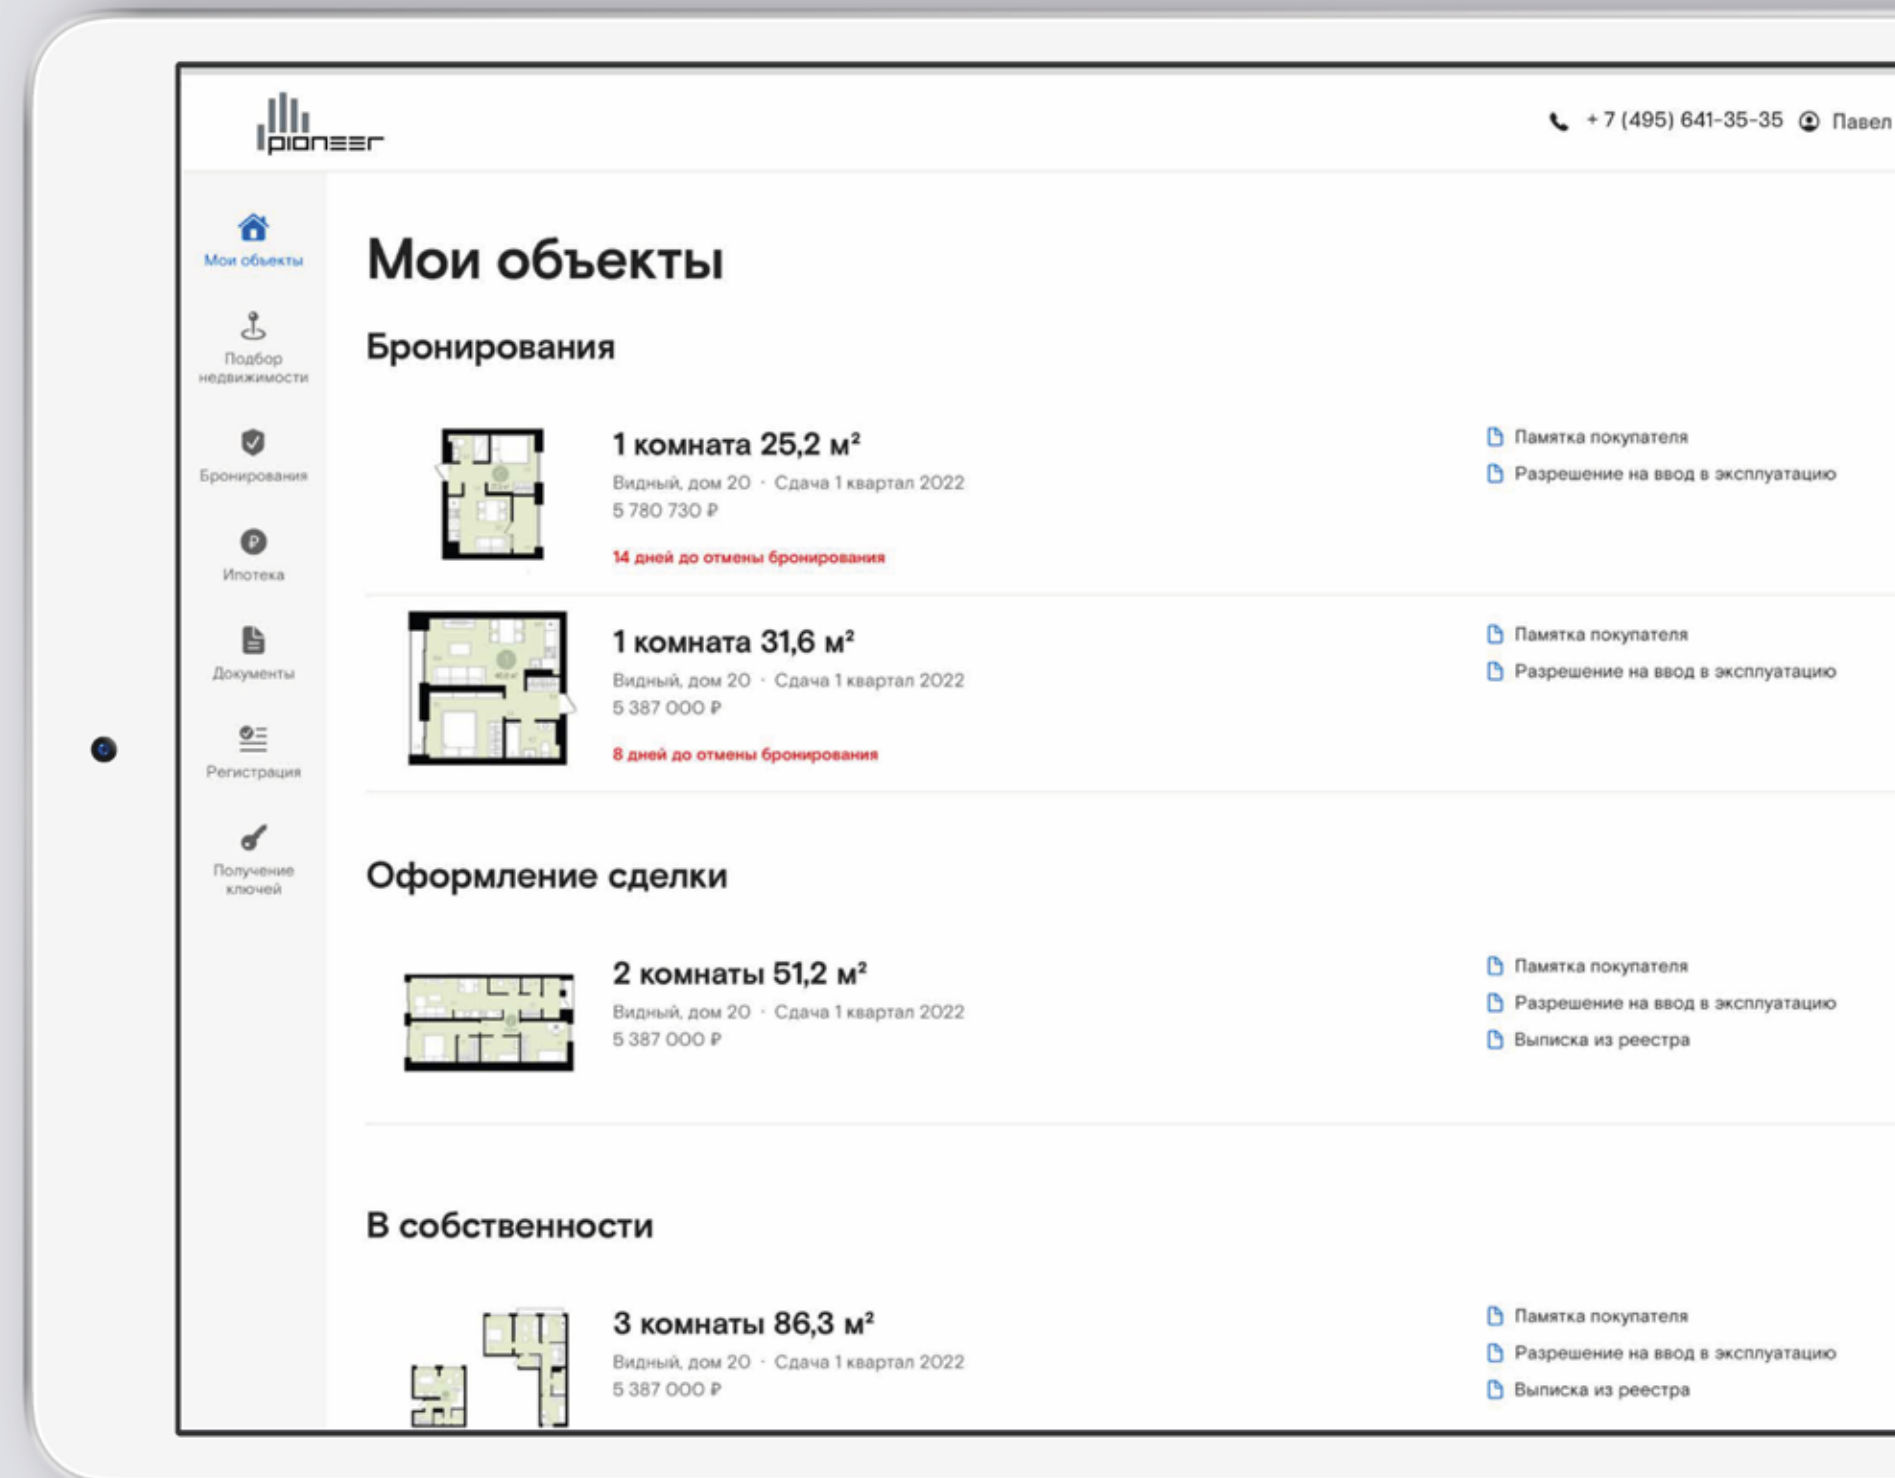 pioneer
+ 7 (495) 641-35-35 Павел
Мои объекты
Подбор
недвижимости
Бронирования
Ипотека
Документы
Регистрация
Получение
ключей
Мои объекты
Бронирования
1 комната 25,2 м²
Видный, дом 20 · Сдача 1 квартал 2022
5 780 730 ₽
14 дней до отмены бронирования
Памятка покупателя
Разрешение на ввод в эксплуатацию
1 комната 31,6 м²
Видный, дом 20 · Сдача 1 квартал 2022
5 387 000 ₽
8 дней до отмены бронирования
Памятка покупателя
Разрешение на ввод в эксплуатацию
Оформление сделки
2 комнаты 51,2 м²
Видный, дом 20 · Сдача 1 квартал 2022
5 387 000 ₽
Памятка покупателя
Разрешение на ввод в эксплуатацию
Выписка из реестра
В собственности
3 комнаты 86,3 м²
Видный, дом 20 · Сдача 1 квартал 2022
5 387 000 ₽
Памятка покупателя
Разрешение на ввод в эксплуатацию
Выписка из реестра